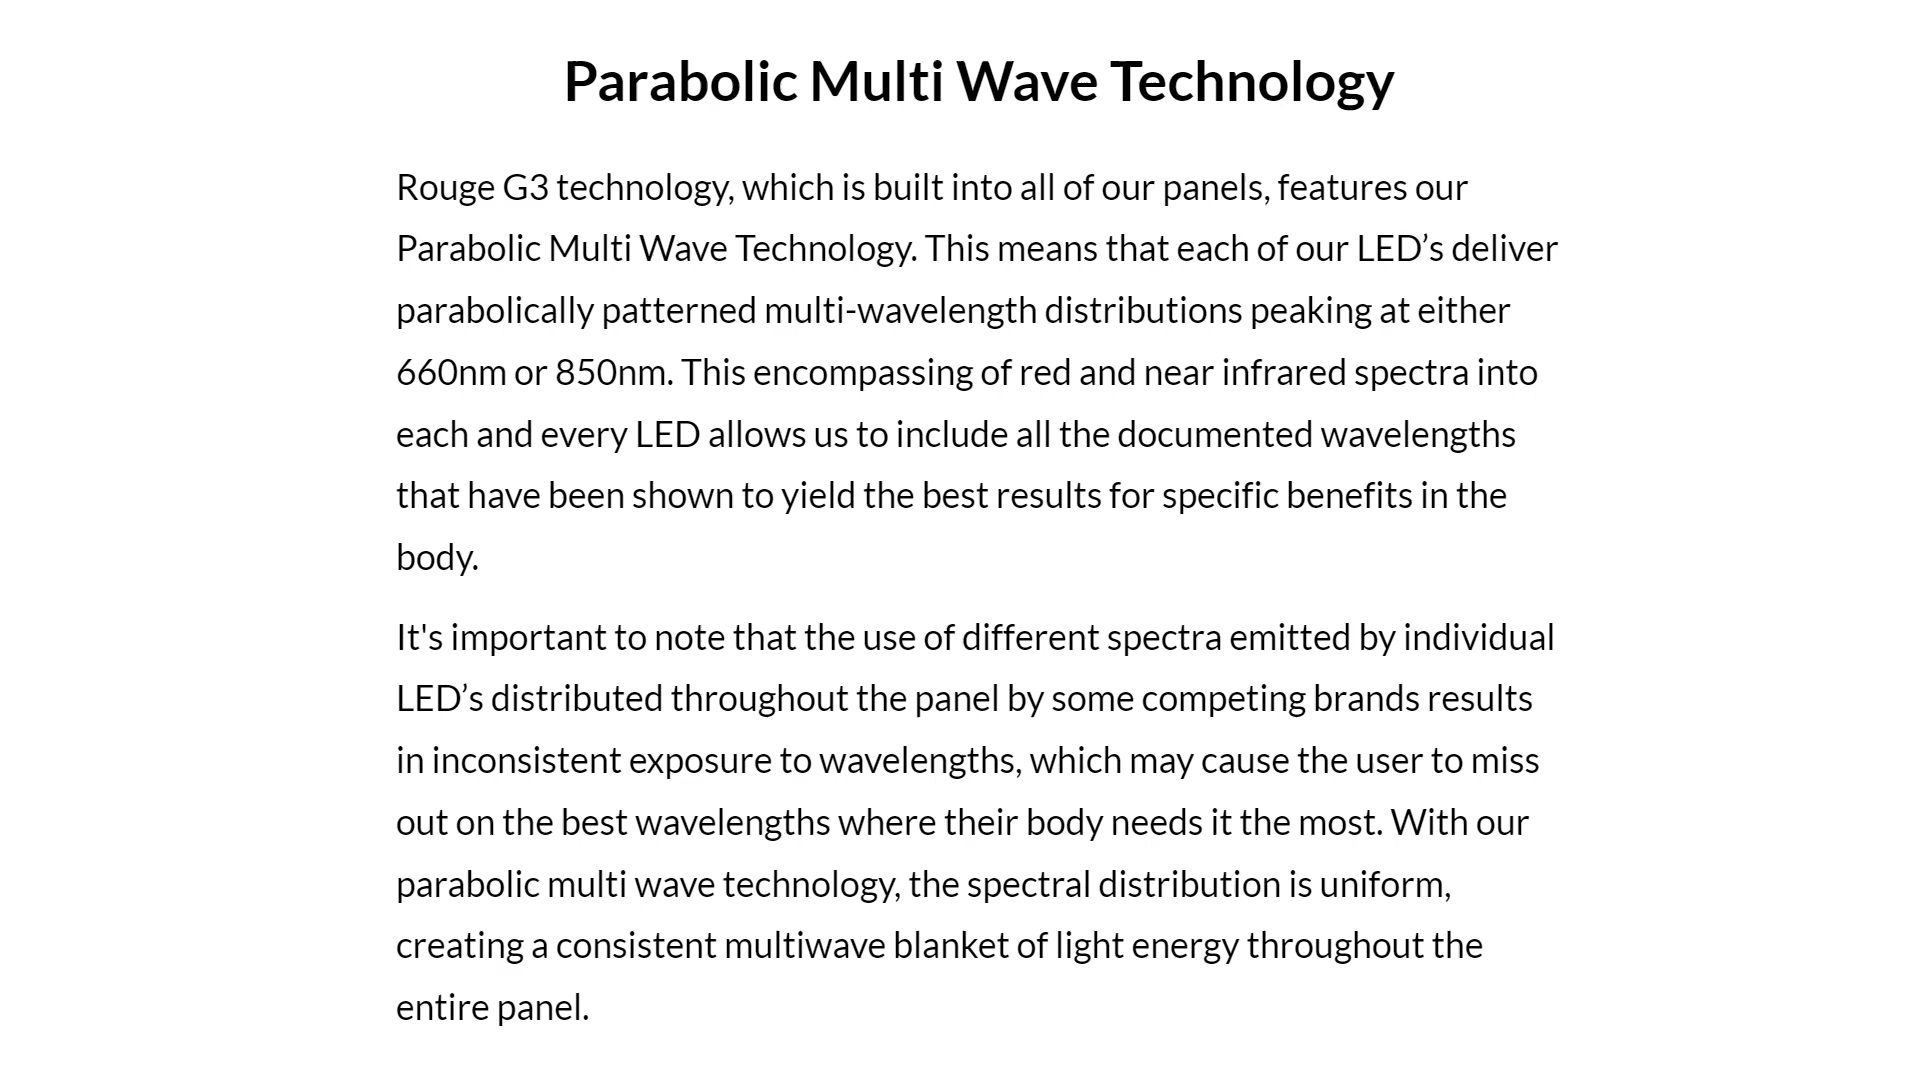 Parabolic Multi Wave Technology
Rouge G3 technology, which is built into all of our panels, features our
Parabolic Multi Wave Technology. This means that each of our LED’s deliver
parabolically patterned multi-wavelength distributions peaking at either
660nm or 850nm. This encompassing of red and near infrared spectra into
each and every LED allows us to include all the documented wavelengths
that have been shown to yield the best results for specific benefits in the
body.
It's important to note that the use of different spectra emitted by individual
LED’s distributed throughout the panel by some competing brands results
in inconsistent exposure to wavelengths, which may cause the user to miss
out on the best wavelengths where their body needs it the most. With our
parabolic multi wave technology, the spectral distribution is uniform,
creating a consistent multiwave blanket of light energy throughout the
entire panel.